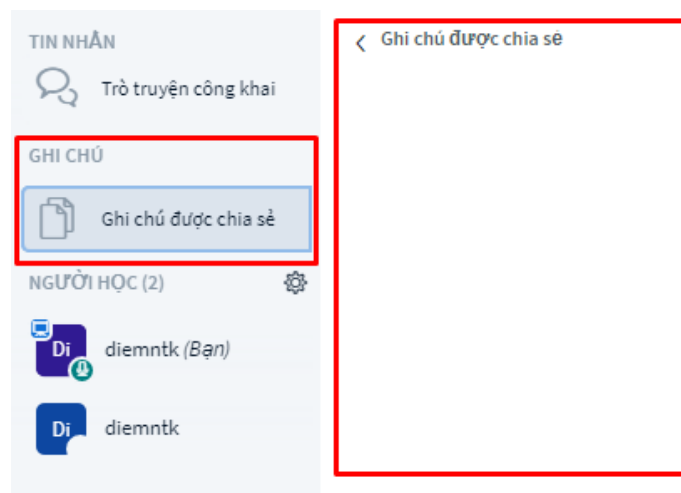 TIN NHẮN
Trò truyện công khai
GHI CHÚ
Ghi chú được chia sẻ
NGƯỜI HỌC (2)
Di
diemntk (Bạn)
Di
diemntk
Ghi chú được chia sẻ